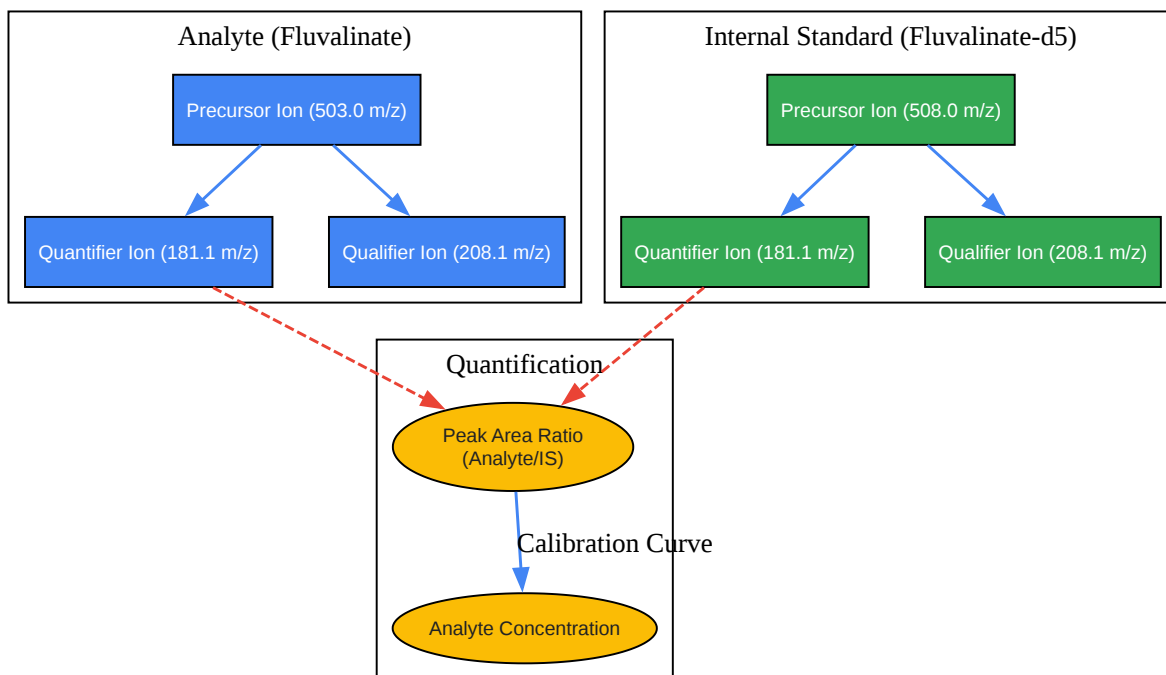 Analyte (Fluvalinate)
Internal Standard (Fluvalinate-d5)
Precursor Ion (503.0 m/z)
Precursor Ion (508.0 m/z)
Quantifier Ion (181.1 m/z)
Qualifier Ion (208.1 m/z)
Quantifier Ion (181.1 m/z)
Qualifier Ion (208.1 m/z)
Quantification
Peak Area Ratio
(Analyte/IS)
Calibration Curve
Analyte Concentration